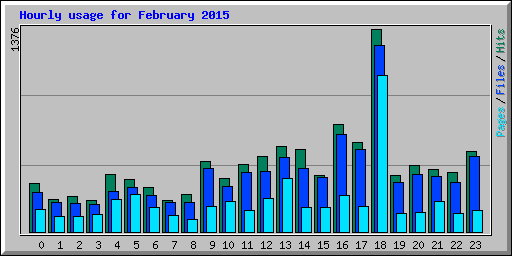 Hourly usage for February 2015
1376
Pages / Files / Hits
0 1 2 3 4 5 6 7 8 9 10 11 12 13 14 15 16 17 18 19 20 21 22 23